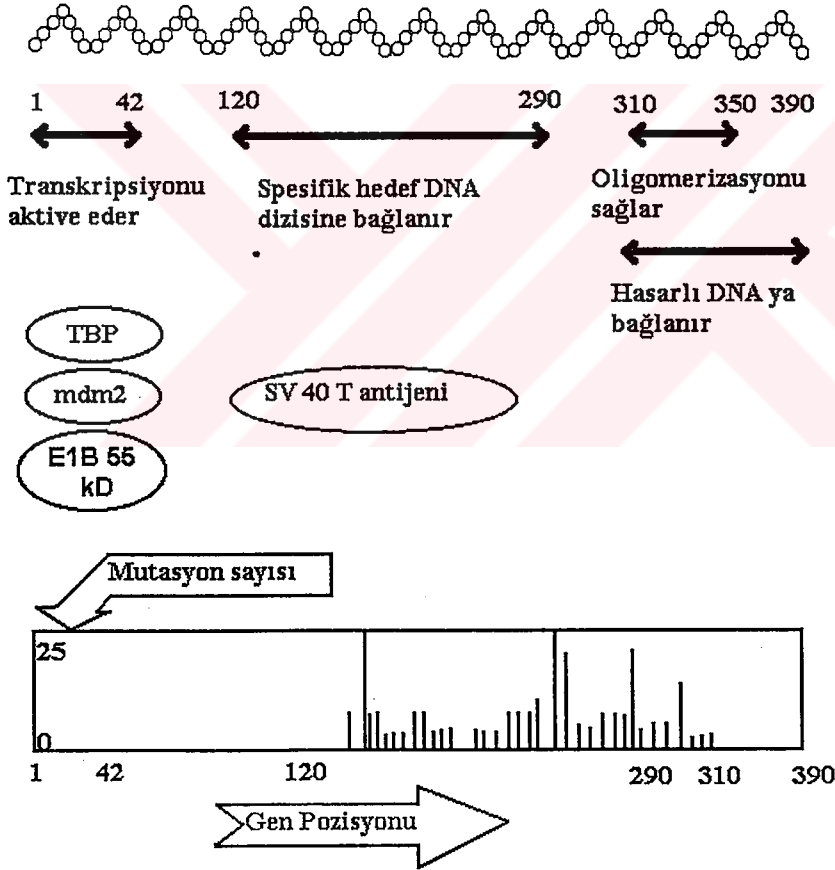 1 42 120 290 310 350 390
Transkripsiyonu
aktive eder
Spesifik hedef DNA
dizisine bağlanır
Oligomerizasyonu
sağlar
Hasarlı DNA ya
bağlanır
TBP
mdm2
E1B 55
kD
SV 40 T antijeni
Mutasyon sayısı
25
0
1 42 120 290 310 390
Gen Pozisyonu